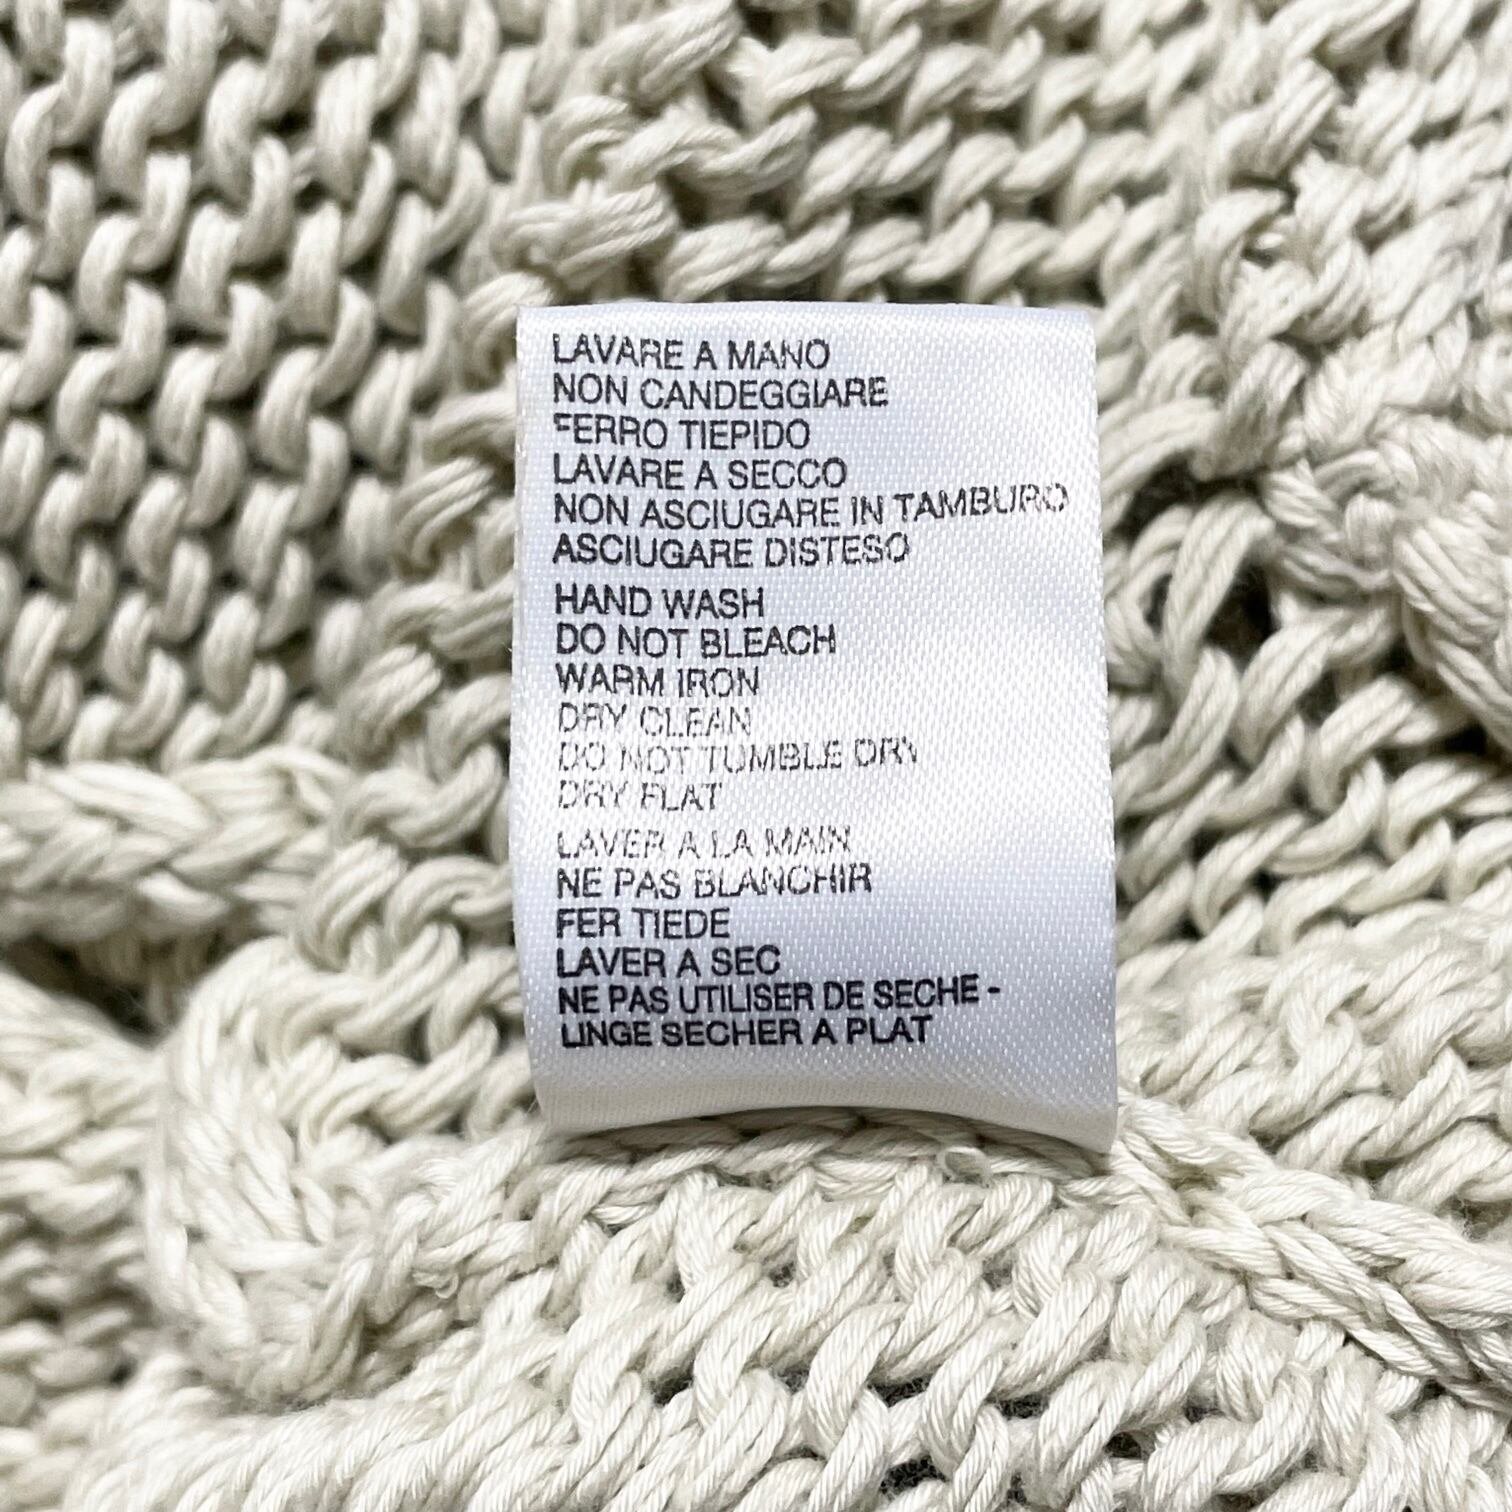 LAVARE A MANO
NON CANDEGGIARE
FERRO TIEPIDO
LAVARE A SECCO
NON ASCIUGARE IN TAMBURO
ASCIUGARE DISTESO
HAND WASH
DO NOT BLEACH
WARM IRON
DRY CLEAN
DO NOT TUMBLE DRY
DRY FLAT
LAVER A LA MAIN
NE PAS BLANCHIR
FER TIEDE
LAVER A SEC
NE PAS UTILISER DE SECHE -
LINGE SECHER A PLAT